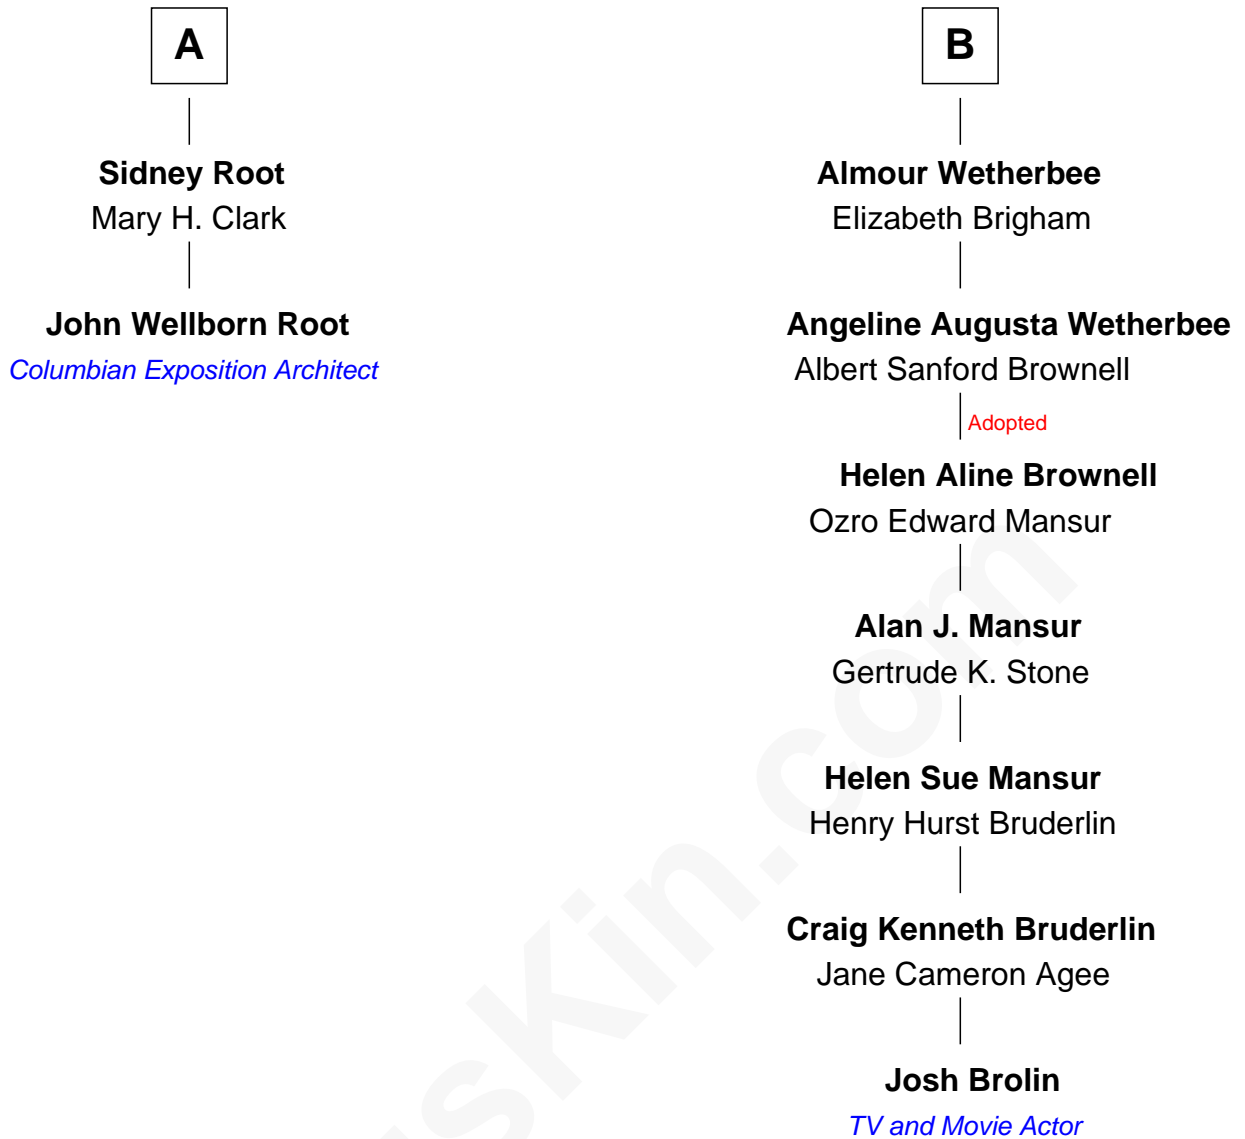 A
Sidney Root
Mary H. Clark
John Wellborn Root
Columbian Exposition Architect
B
Almour Wetherbee
Elizabeth Brigham
Angeline Augusta Wetherbee
Albert Sanford Brownell
Adopted
Helen Aline Brownell
Ozro Edward Mansur
Alan J. Mansur
Gertrude K. Stone
Helen Sue Mansur
Henry Hurst Bruderlin
Craig Kenneth Bruderlin
Jane Cameron Agee
Josh Brolin
TV and Movie Actor